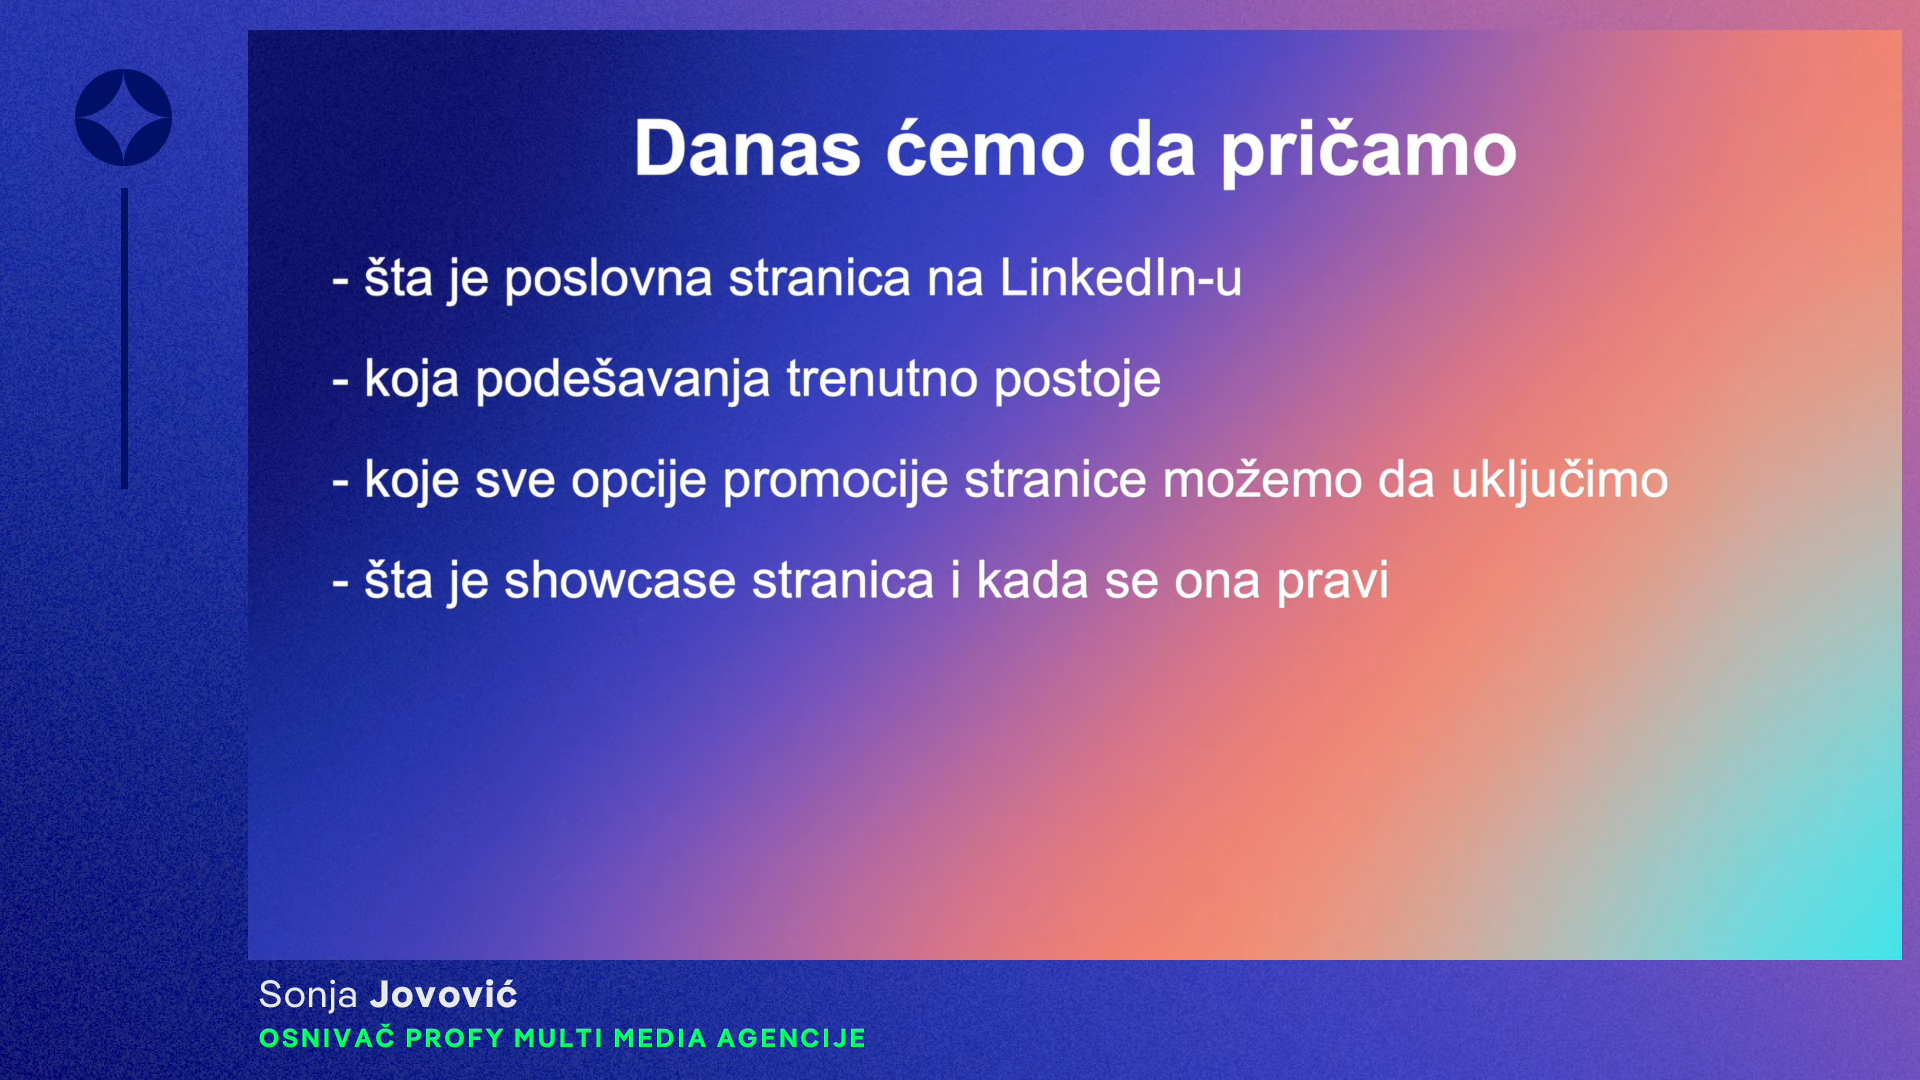 Danas ćemo da pričamo
- šta je poslovna stranica na LinkedIn-u
- koja podešavanja trenutno postoje
- koje sve opcije promocije stranice možemo da uključimo
- šta je showcase stranica i kada se ona pravi
Sonja Jovović
OSNIVAČ PROFY MULTI MEDIA AGENCIJE